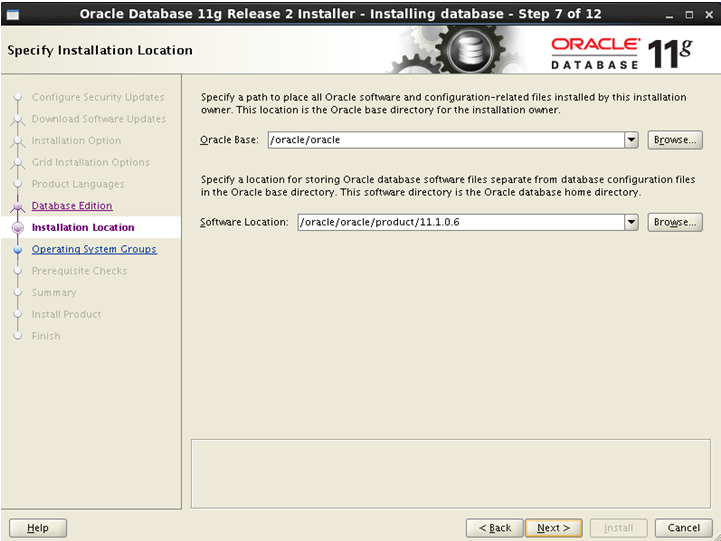 Oracle Database 11g Release 2 Installer - Installing database - Step 7 of 12
Specify Installation Location
ORACLE
DATABASE
11g
Configure Security Updates
Download Software Updates
Installation Option
Grid Installation Options
Product Languages
Database Edition
Installation Location
Operating System Groups
Prerequisite Checks
Summary
Install Product
Finish
Specify a path to place all Oracle software and configuration-related files installed by this installation
owner. This location is the Oracle base directory for the installation owner.
Oracle Base: /oracle/oracle Browse...
Specify a location for storing Oracle database software files separate from database configuration files
in the Oracle base directory. This software directory is the Oracle database home directory.
Software Location: /oracle/oracle/product/11.1.0.6 Browse...
Help < Back Next > Install Cancel